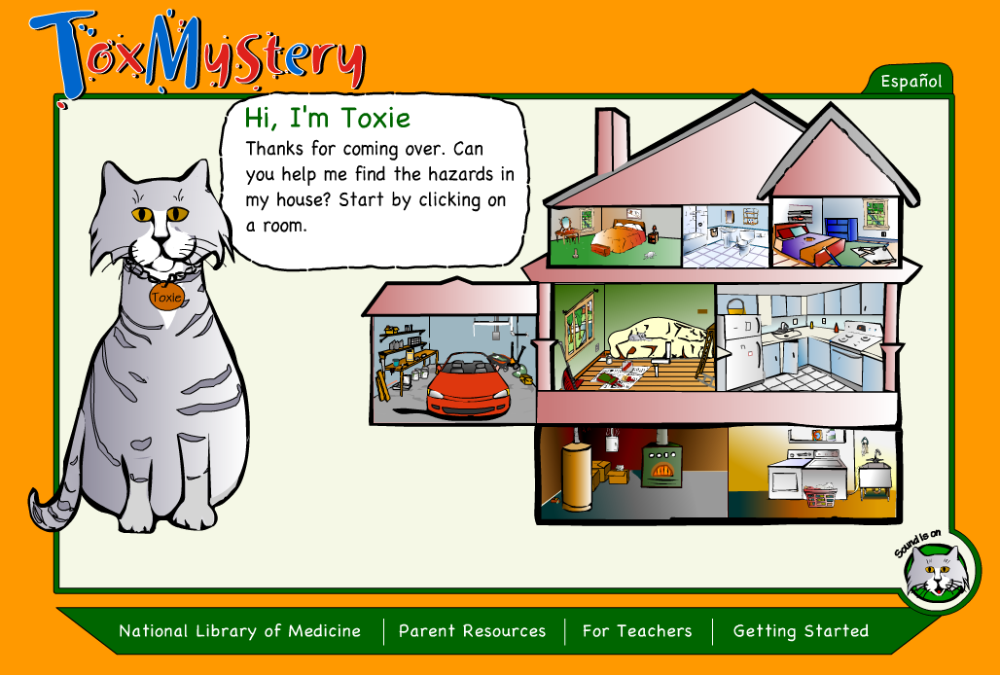 ToxMystery
Español
Hi, I'm Toxie
Thanks for coming over. Can
you help me find the hazards in
my house? Start by clicking on
a room.
Toxie
Sound is on
National Library of Medicine
Parent Resources
For Teachers
Getting Started